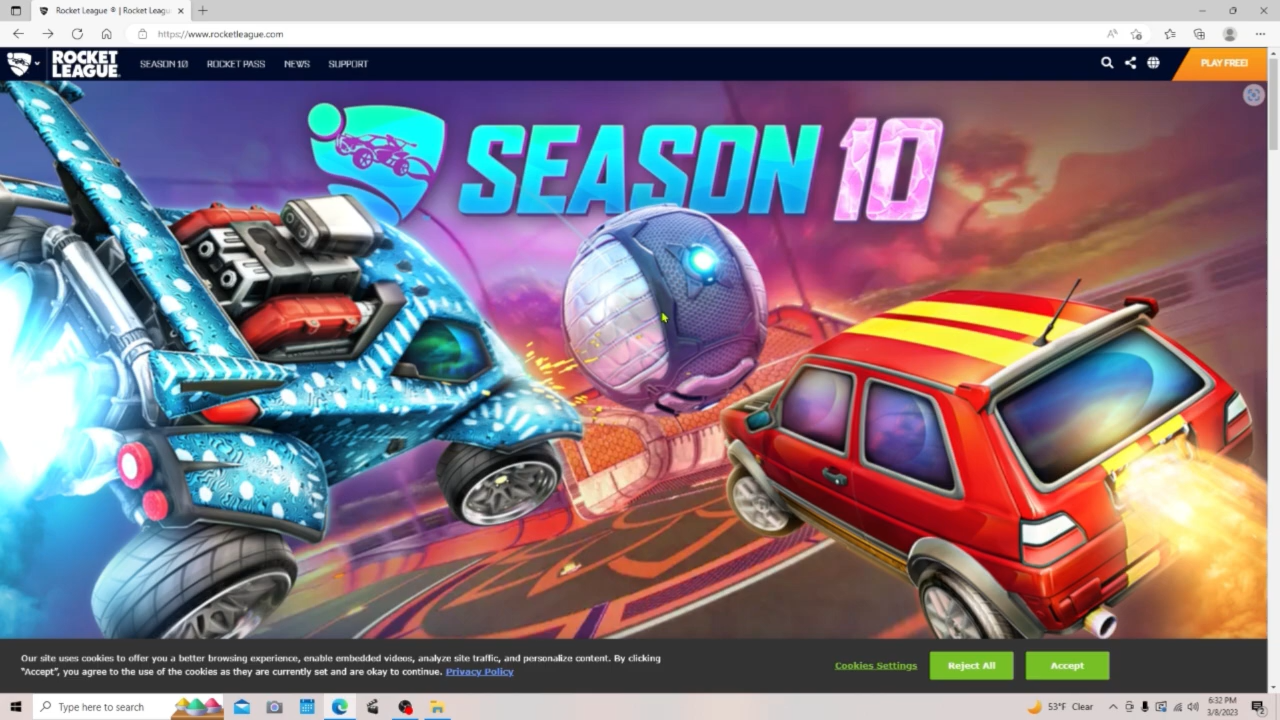 Rocket League ® | Rocket Leagu
https://www.rocketleague.com
ROCKET
LEAGUE
SEASON 10
ROCKET PASS
NEWS
SUPPORT
PLAY FREE!
SEASON 10
Our site uses cookies to offer you a better browsing experience, enable embedded videos, analyze site traffic, and personalize content. By clicking
"Accept", you agree to the use of the cookies as they are currently set and are okay to continue. Privacy Policy
Cookies Settings
Reject All
Accept
Type here to search
53°F Clear
6:32 PM
3/8/2023
2